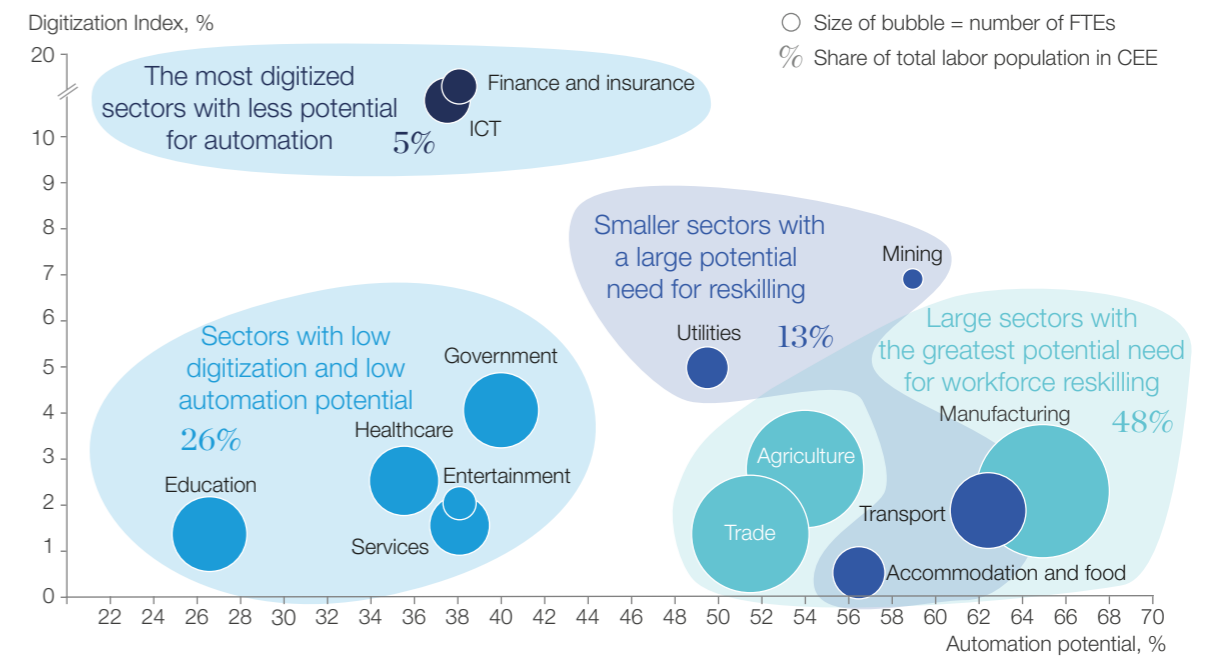 Digitization Index, %
Size of bubble = number of FTEs
% Share of total labor population in CEE
20
10
9
8
7
6
5
4
3
2
1
0
The most digitized
sectors with less potential
for automation
5%
Finance and insurance
ICT
Smaller sectors with
a large potential
need for reskilling
13%
Mining
Utilities
Sectors with low
digitization and low
automation potential
26%
Government
Healthcare
Entertainment
Education
Services
Large sectors with
the greatest potential need
for workforce reskilling
48%
Manufacturing
Agriculture
Trade
Transport
Accommodation and food
22 24 26 28 30 32 34 36 38 40 42 44 46 48 50 52 54 56 58 60 62 64 66 68 70
Automation potential, %